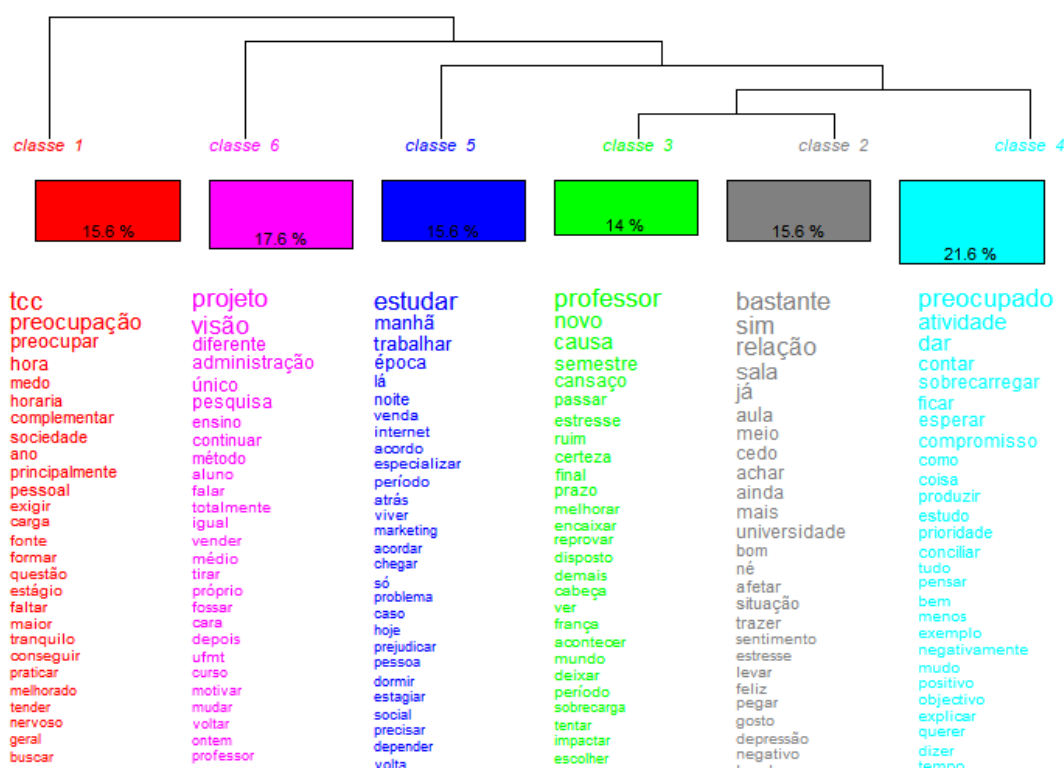 classe 1 classe 6 classe 5 classe 3 classe 2 classe 4
15.6 % 17.6 % 15.6 % 14 % 15.6 % 21.6 %
tcc
preocupação
preocupar
hora
medo
horaria
complementar
sociedade
ano
principalmente
pessoal
exigir
carga
fonte
formar
questão
estágio
faltar
maior
tranquilo
conseguir
praticar
melhorado
tender
nervoso
geral
buscar
projeto
visão
diferente
administração
único
pesquisa
ensino
continuar
método
aluno
falar
totalmente
igual
vender
médio
tirar
próprio
fossar
cara
depois
ufmt
curso
motivar
mudar
voltar
ontem
professor
estudar
manhã
trabalhar
época
lá
noite
venda
internet
acordo
especializar
período
atrás
viver
marketing
acordar
chegar
só
problema
caso
hoje
prejudicar
pessoa
dormir
estagiar
social
precisar
depender
volta
professor
novo
causa
semestre
cansaço
passar
estresse
ruim
certeza
final
prazo
melhorar
encaixar
reprovar
disposto
demais
cabeça
ver
frança
acontecer
mundo
deixar
período
sobrecarga
tentar
impactar
escolher
bastante
sim
relação
sala
já
aula
meio
cedo
achar
ainda
mais
universidade
bom
né
afetar
situação
trazer
sentimento
estresse
levar
feliz
pegar
gosto
depressão
negativo
preocupado
atividade
dar
contar
sobrecarregar
ficar
esperar
compromisso
como
coisa
produzir
estudo
prioridade
conciliar
tudo
pensar
bem
menos
exemplo
negativamente
mudo
positivo
objectivo
explicar
querer
dizer
tempo